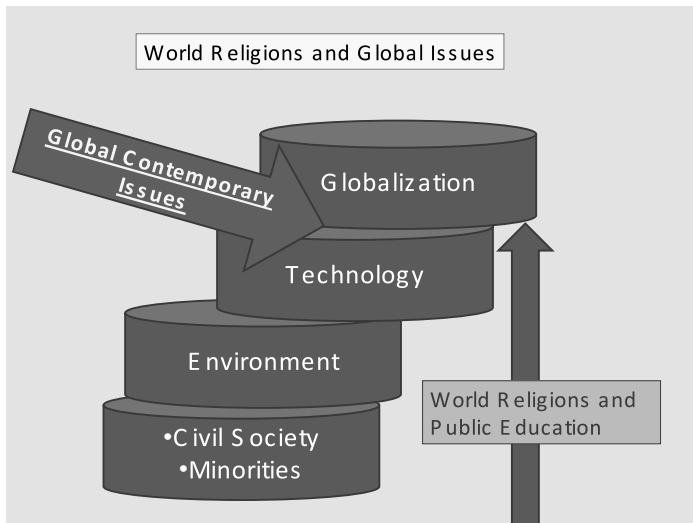 World Religions and Global Issues
Global Contemporary
Issues
Globalization
Technology
Environment
•Civil Society
•Minorities
World Religions and
Public Education